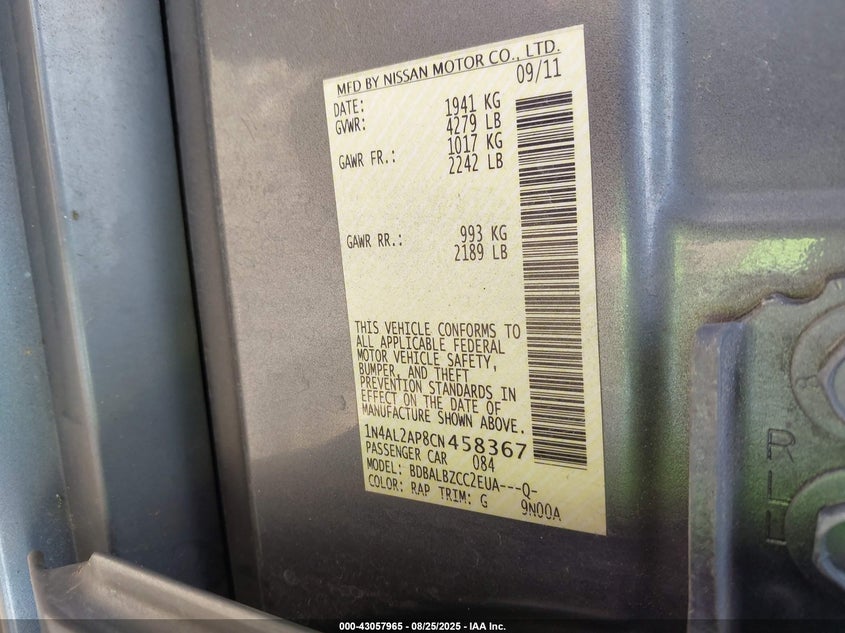 MFD BY NISSAN MOTOR CO., LTD.
DATE: 09/11
GVWR: 1941 KG
4279 LB
GAWR FR.: 1017 KG
2242 LB
GAWR RR.: 993 KG
2189 LB
THIS VEHICLE CONFORMS TO
ALL APPLICABLE FEDERAL
MOTOR VEHICLE SAFETY,
BUMPER, AND THEFT
PREVENTION STANDARDS IN
EFFECT ON THE DATE OF
MANUFACTURE SHOWN ABOVE.
1N4AL2AP8CN458367
PASSENGER CAR 084
MODEL: BDBALBZCC2EUA---Q-
COLOR: RAP TRIM: G 9N00A
000-43057965 - 08/25/2025 - IAA Inc.